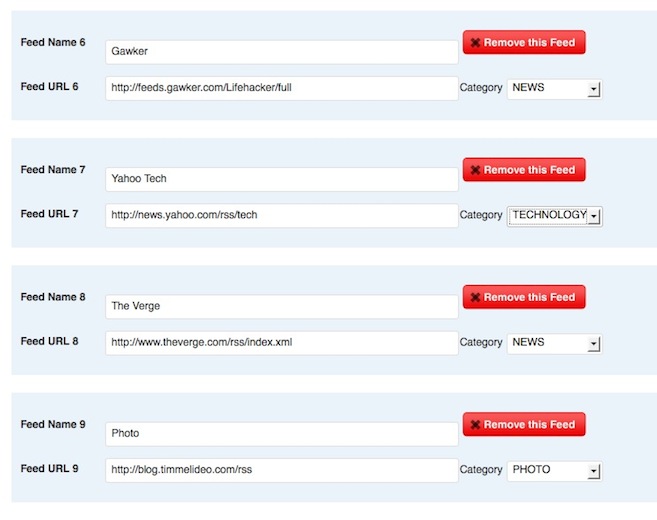 Feed Name 6 Gawker Remove this Feed
Feed URL 6 http://feeds.gawker.com/Lifehacker/full Category NEWS
Feed Name 7 Yahoo Tech Remove this Feed
Feed URL 7 http://news.yahoo.com/rss/tech Category TECHNOLOGY
Feed Name 8 The Verge Remove this Feed
Feed URL 8 http://www.theverge.com/rss/index.xml Category NEWS
Feed Name 9 Photo Remove this Feed
Feed URL 9 http://blog.timmelideo.com/rss Category PHOTO